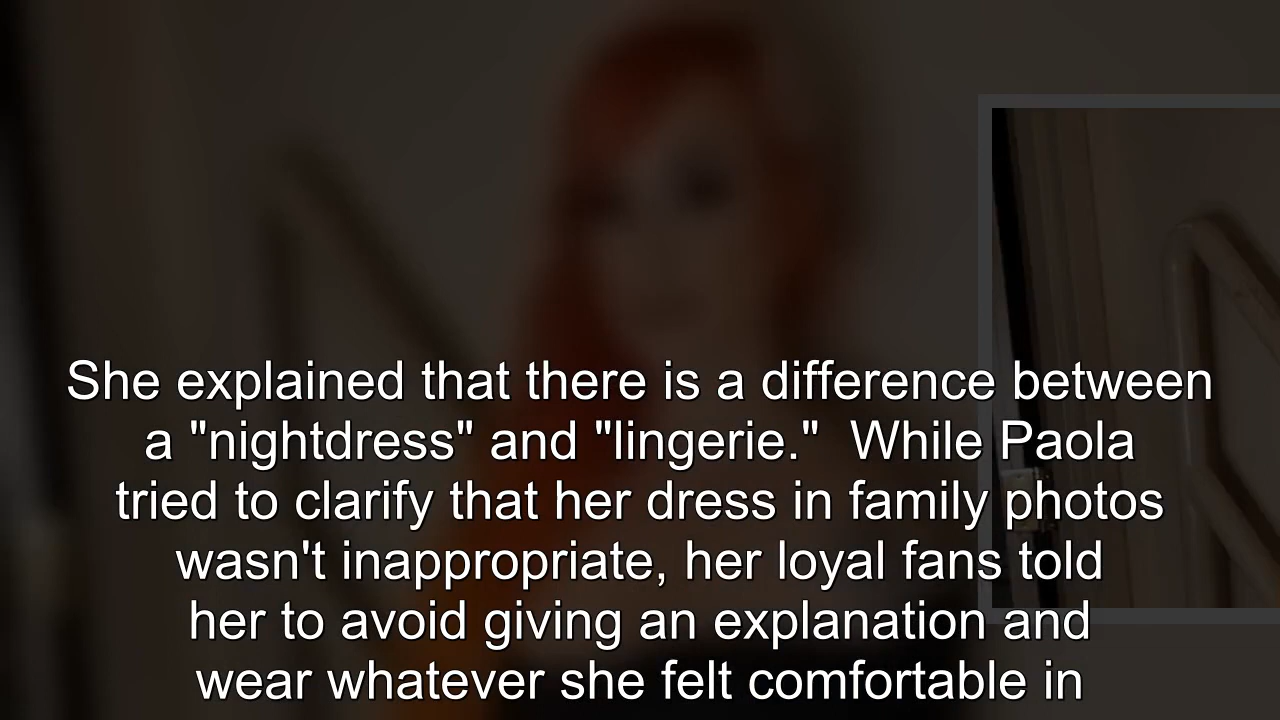 She explained that there is a difference between
a "nightdress" and "lingerie."  While Paola
tried to clarify that her dress in family photos
wasn't inappropriate, her loyal fans told
her to avoid giving an explanation and
wear whatever she felt comfortable in